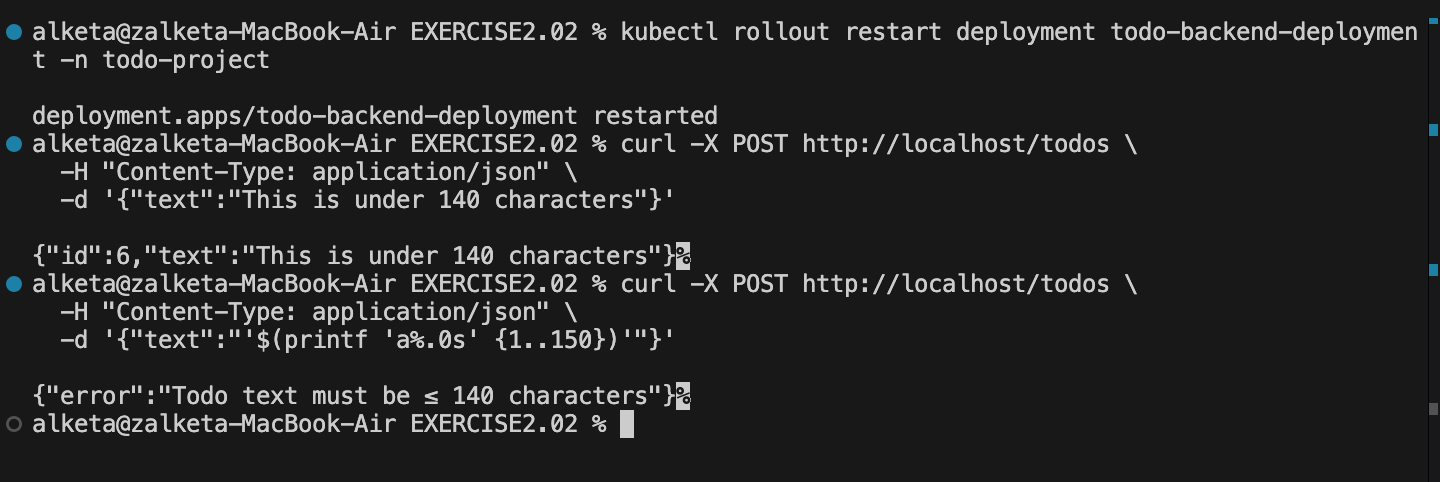 alketa@zalketa-MacBook-Air EXERCISE2.02 % kubectl rollout restart deployment todo-backend-deploymen
t -n todo-project
deployment.apps/todo-backend-deployment restarted
alketa@zalketa-MacBook-Air EXERCISE2.02 % curl -X POST http://localhost/todos \
  -H "Content-Type: application/json" \
  -d '{"text":"This is under 140 characters"}'
{"id":6,"text":"This is under 140 characters"}%
alketa@zalketa-MacBook-Air EXERCISE2.02 % curl -X POST http://localhost/todos \
  -H "Content-Type: application/json" \
  -d '{"text":"'$(printf 'a%.0s' {1..150})'"}'
{"error":"Todo text must be ≤ 140 characters"}%
alketa@zalketa-MacBook-Air EXERCISE2.02 %